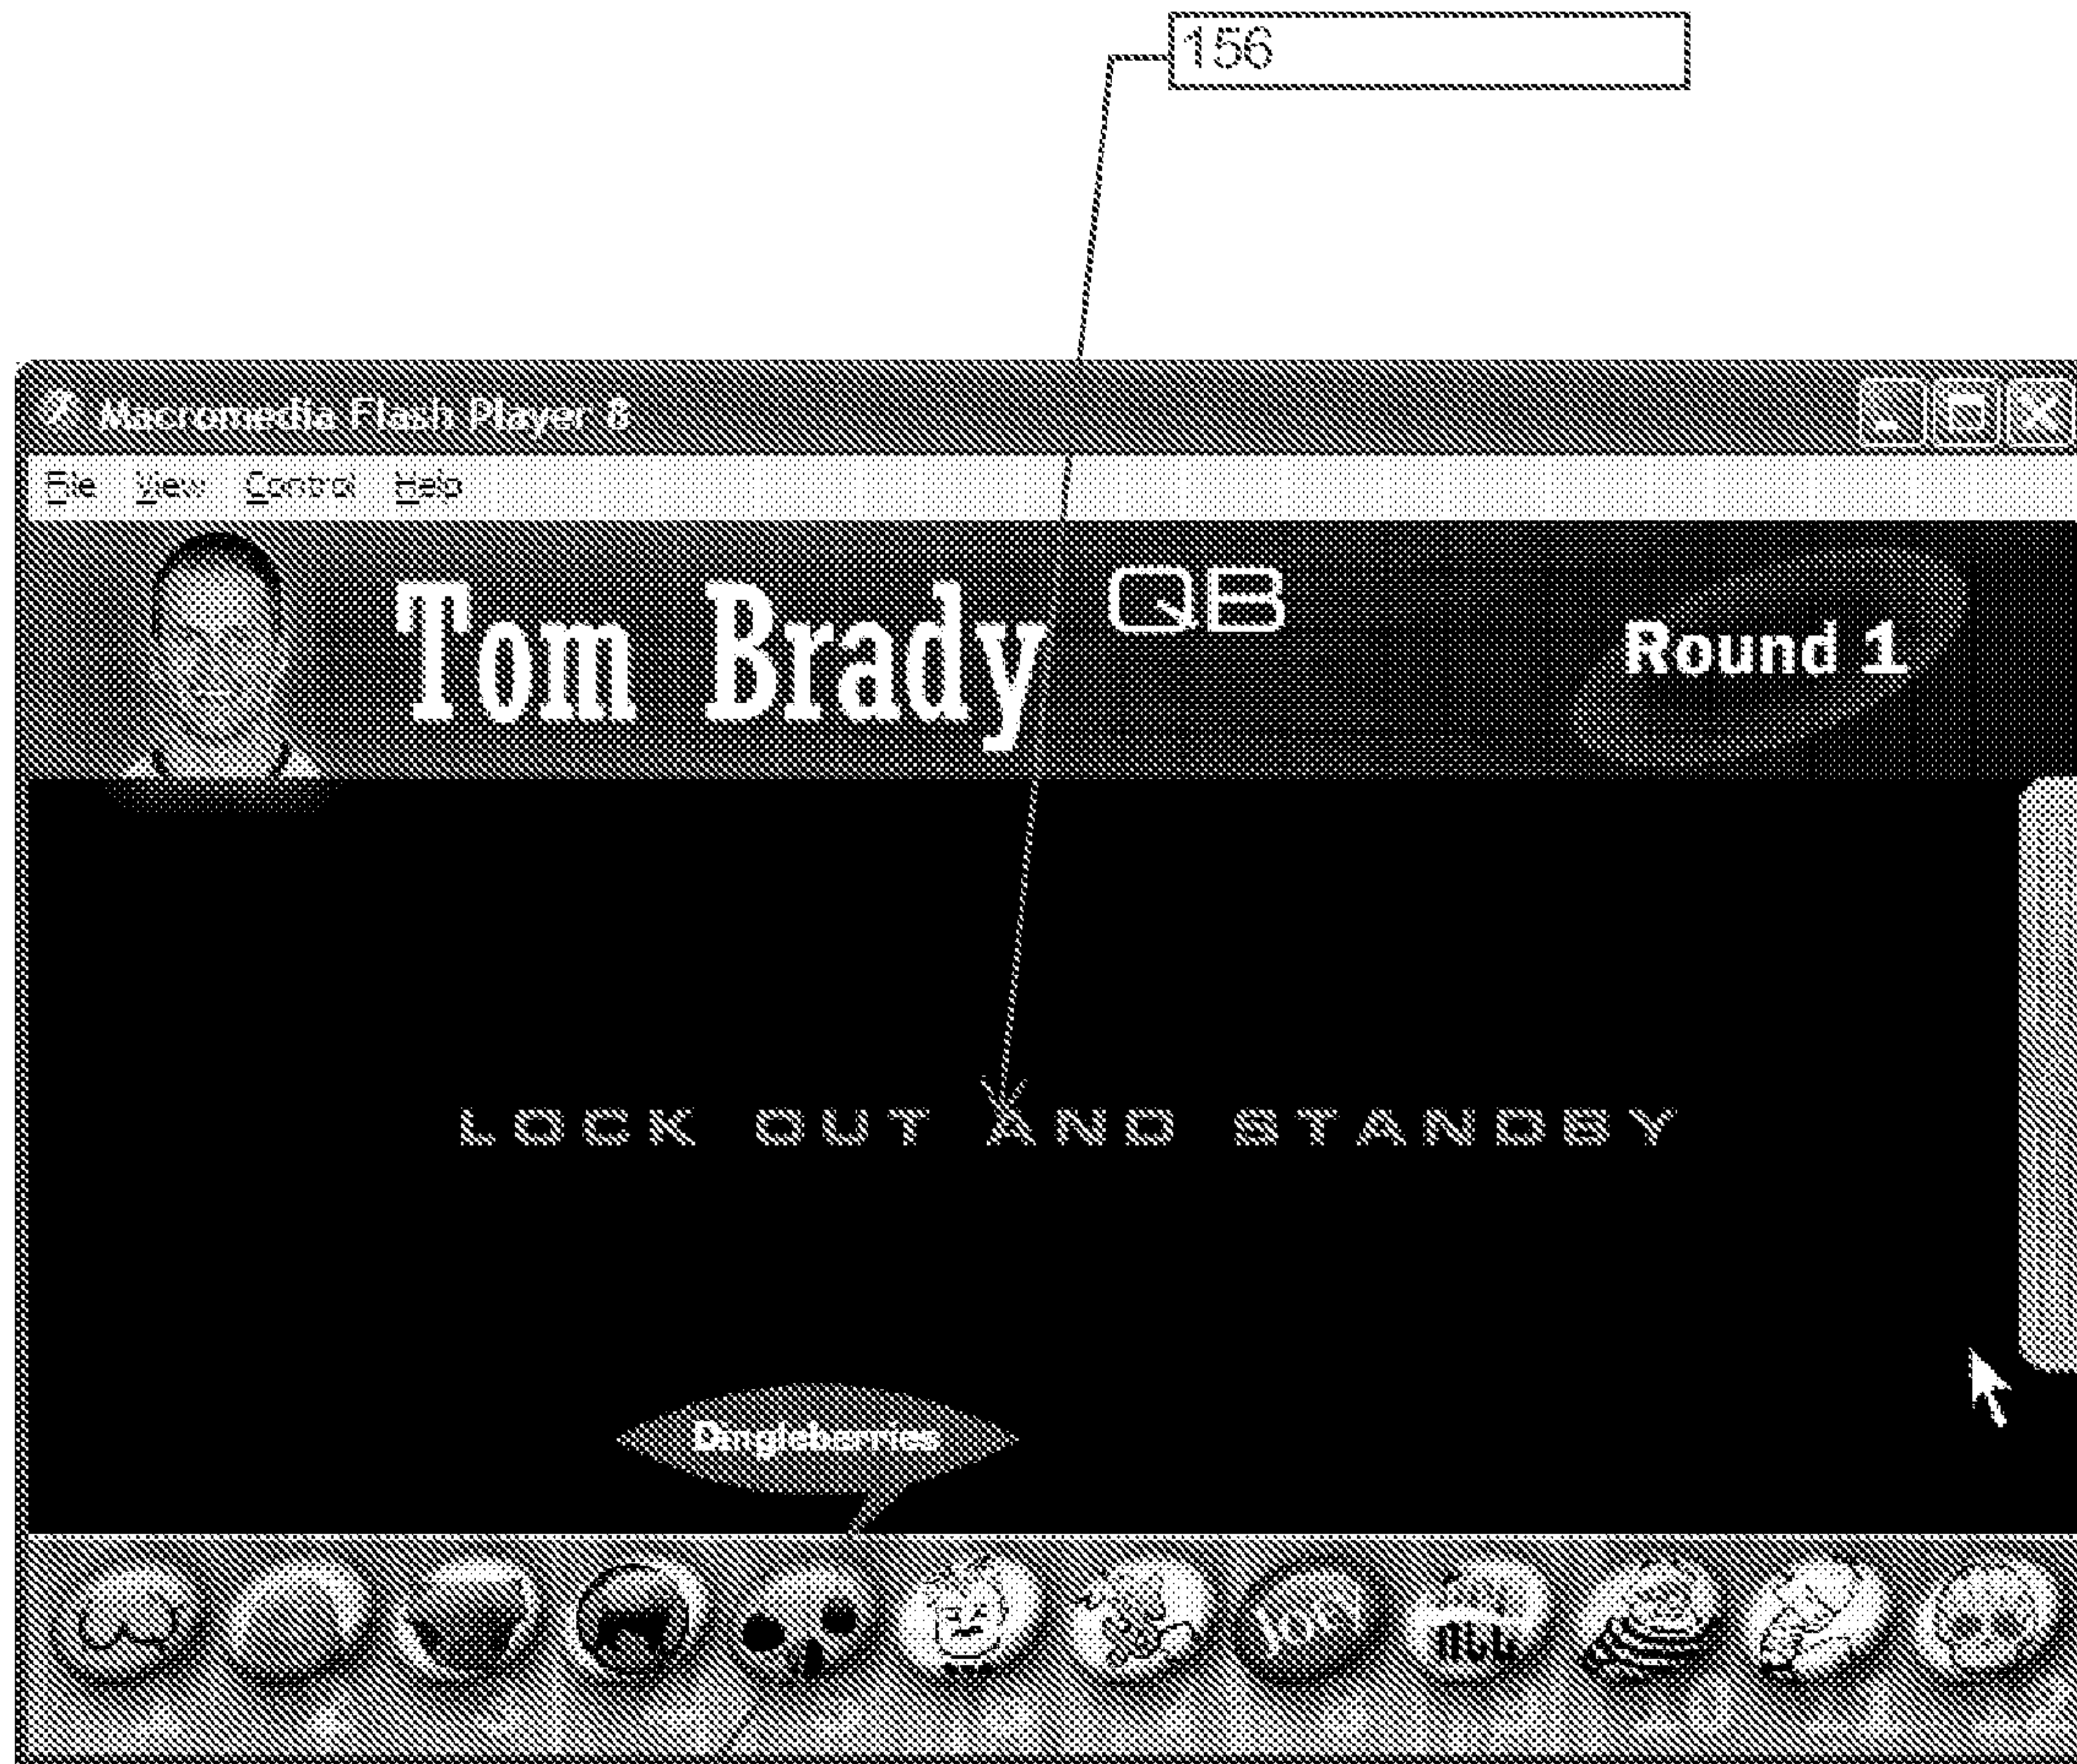 156
Macromedia Flash Player 8
File View Control Help
Tom Brady QB
Round 1
LOCK OUT AND STANDBY
Dingleberries